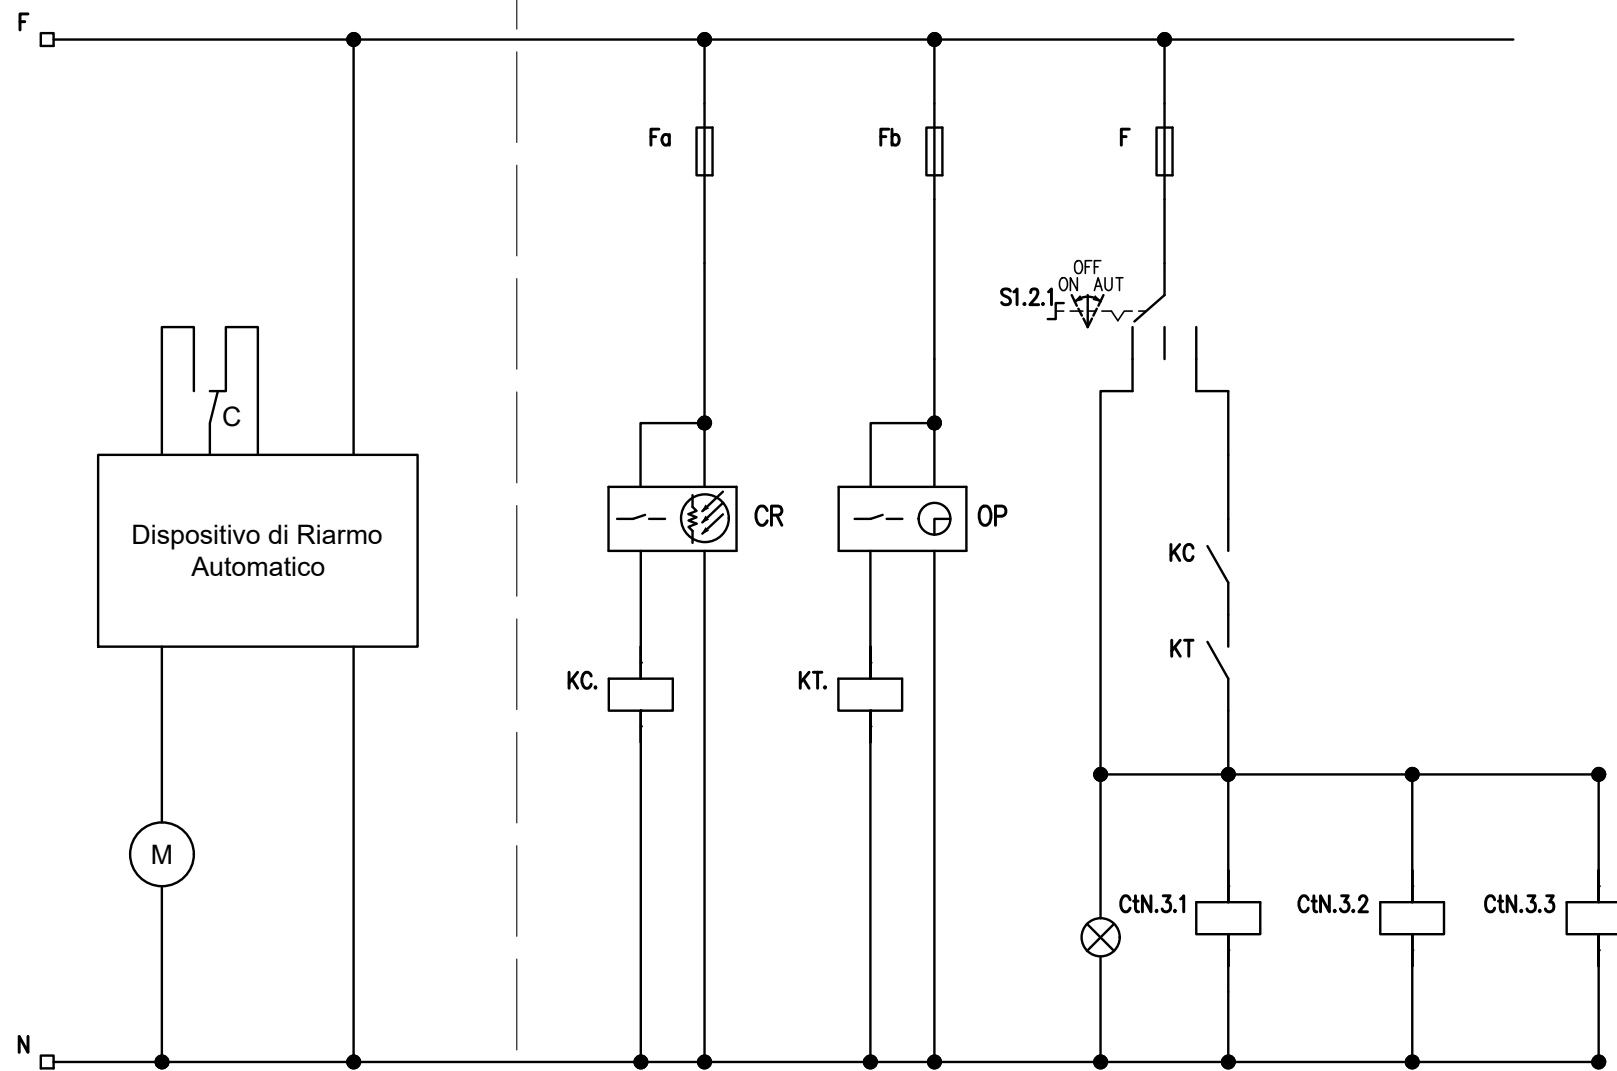 F
Fa
Fb
F
OFF
ON AUT
S1.2.1
C
Dispositivo di Riarmo
Automatico
CR
OP
KC
KT
KC.
KT.
M
CtN.3.1
CtN.3.2
CtN.3.3
N